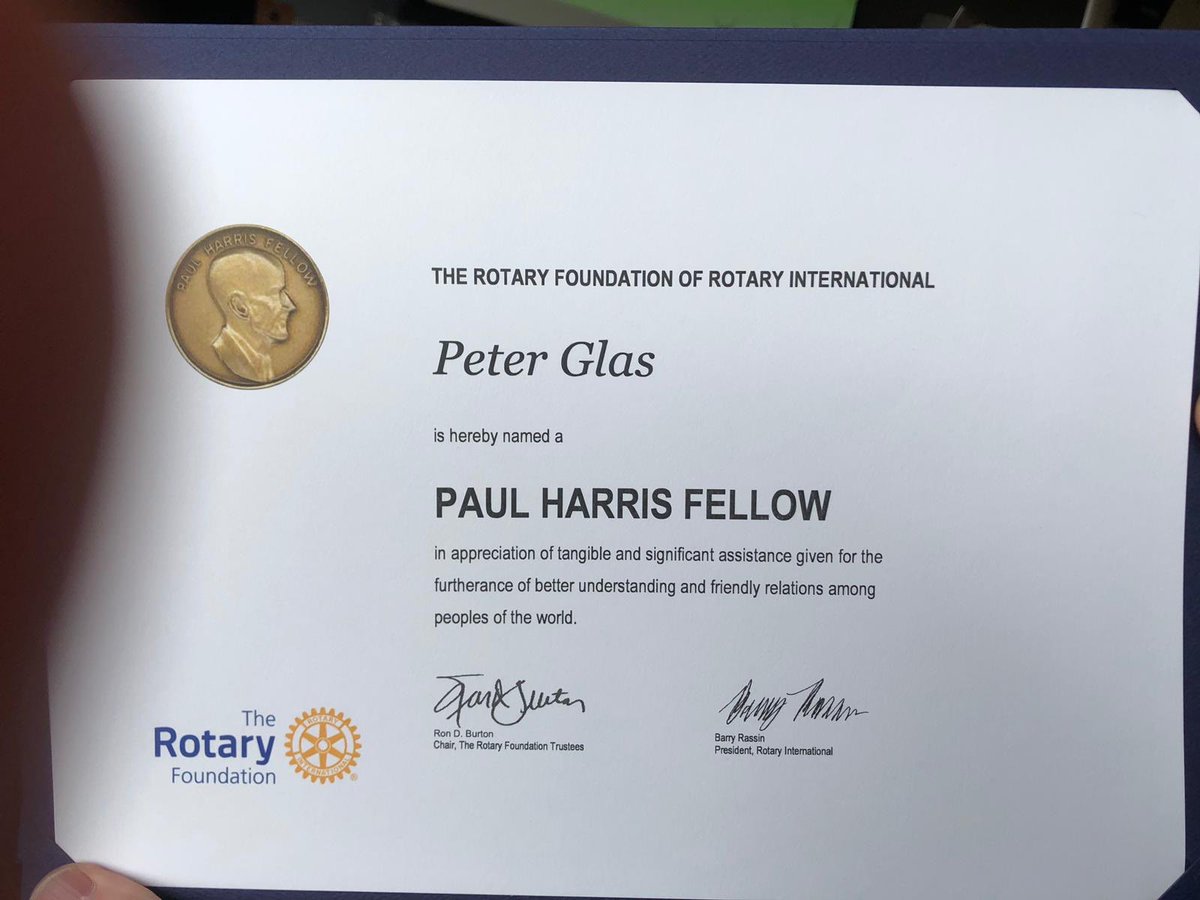 PAUL HARRIS FELLOW
THE ROTARY FOUNDATION OF ROTARY INTERNATIONAL
Peter Glas
is hereby named a
PAUL HARRIS FELLOW
in appreciation of tangible and significant assistance given for the
furtherance of better understanding and friendly relations among
peoples of the world.
Ron D. Burton
Chair, The Rotary Foundation Trustees
Barry Rassin
Barry Rassin
President, Rotary International
The
Rotary
Foundation
ROTARY
INTERNATIONAL
®